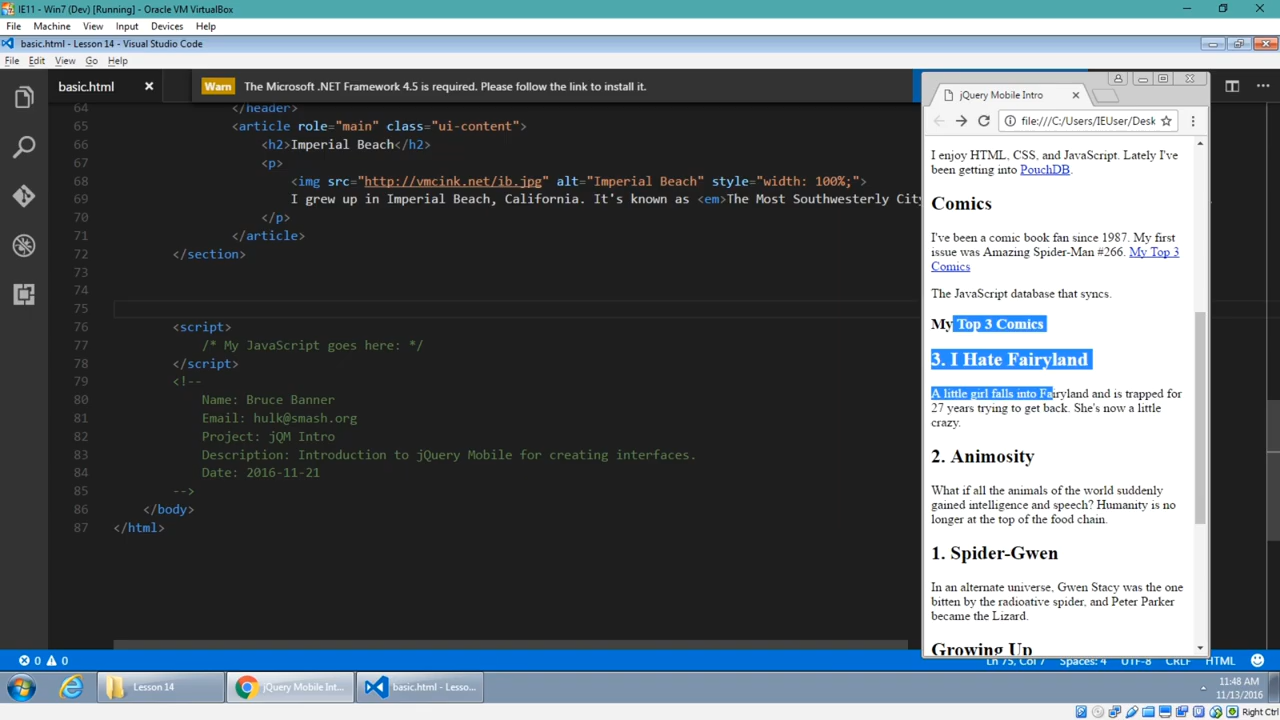 IE11 - Win7 (Dev) [Running] - Oracle VM VirtualBox
File Machine View Input Devices Help
basic.html - Lesson 14 - Visual Studio Code
File Edit View Go Help
basic.html
Warn The Microsoft .NET Framework 4.5 is required. Please follow the link to install it.
64 </header>
65 <article role="main" class="ui-content">
66 <h2>Imperial Beach</h2>
67 <p>
68 <img src="http://vmcink.net/ib.jpg" alt="Imperial Beach" style="width: 100%;">
69 I grew up in Imperial Beach, California. It's known as <em>The Most Southwesterly City
70 </p>
71 </article>
72 </section>
73
74
75
76 <script>
77 /* My JavaScript goes here: */
78 </script>
79 <!--
80 Name: Bruce Banner
81 Email: hulk@smash.org
82 Project: jQM Intro
83 Description: Introduction to jQuery Mobile for creating interfaces.
84 Date: 2016-11-21
85 -->
86 </body>
87 </html>
jQuery Mobile Intro
file:///C:/Users/IEUser/Desk
I enjoy HTML, CSS, and JavaScript. Lately I've
been getting into PouchDB.
Comics
I've been a comic book fan since 1987. My first
issue was Amazing Spider-Man #266. My Top 3
Comics
The JavaScript database that syncs.
My Top 3 Comics
3. I Hate Fairyland
A little girl falls into Fairyland and is trapped for
27 years trying to get back. She's now a little
crazy.
2. Animosity
What if all the animals of the world suddenly
gained intelligence and speech? Humanity is no
longer at the top of the food chain.
1. Spider-Gwen
In an alternate universe, Gwen Stacy was the one
bitten by the radioactive spider, and Peter Parker
became the Lizard.
Growing Up
0 0
Ln 75, Col 7 Spaces: 4 UTF-8 CRLF HTML
Lesson 14
jQuery Mobile Int...
basic.html - Lesso...
11:48 AM
11/13/2016
Right Ctrl